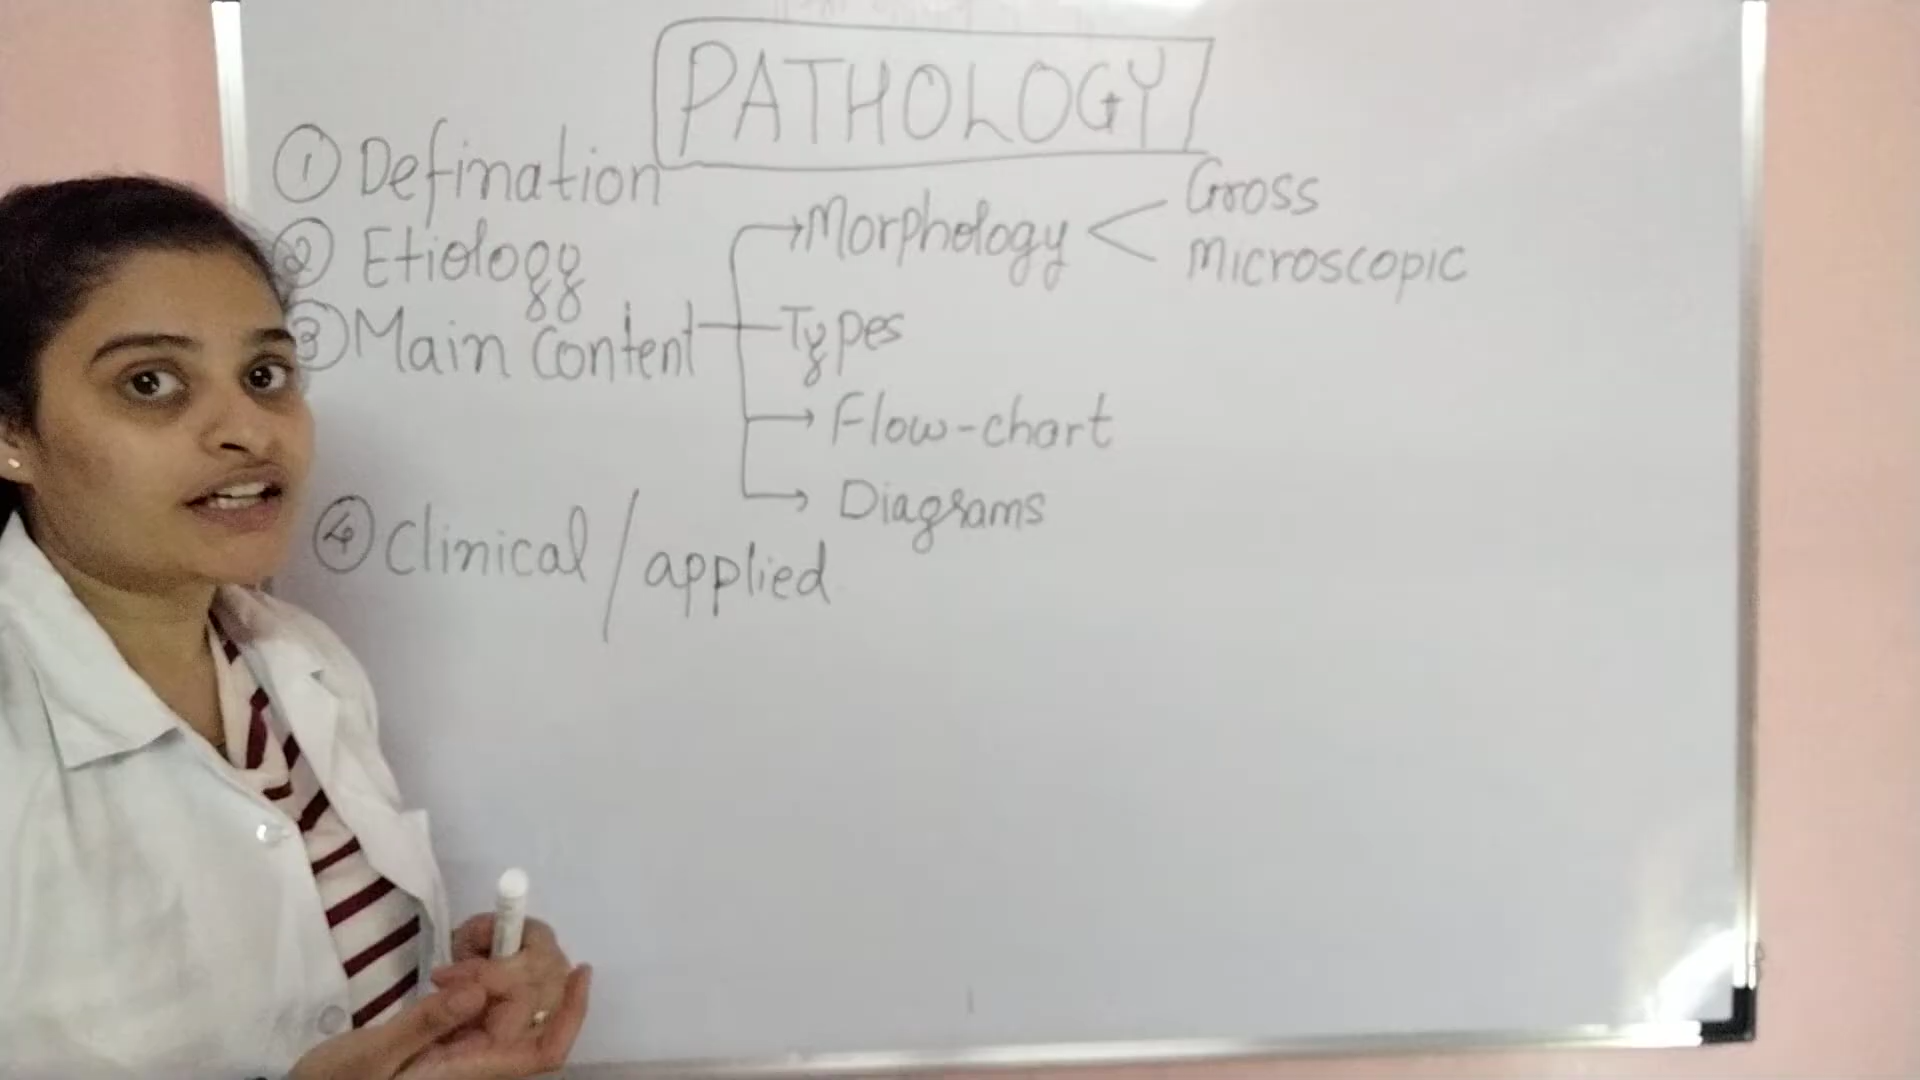 PATHOLOGY
① Defination
② Etiology
③ Main Content
→ Morphology < Gross
Microscopic
Types
→ Flow-chart
→ Diagrams
④ Clinical / applied